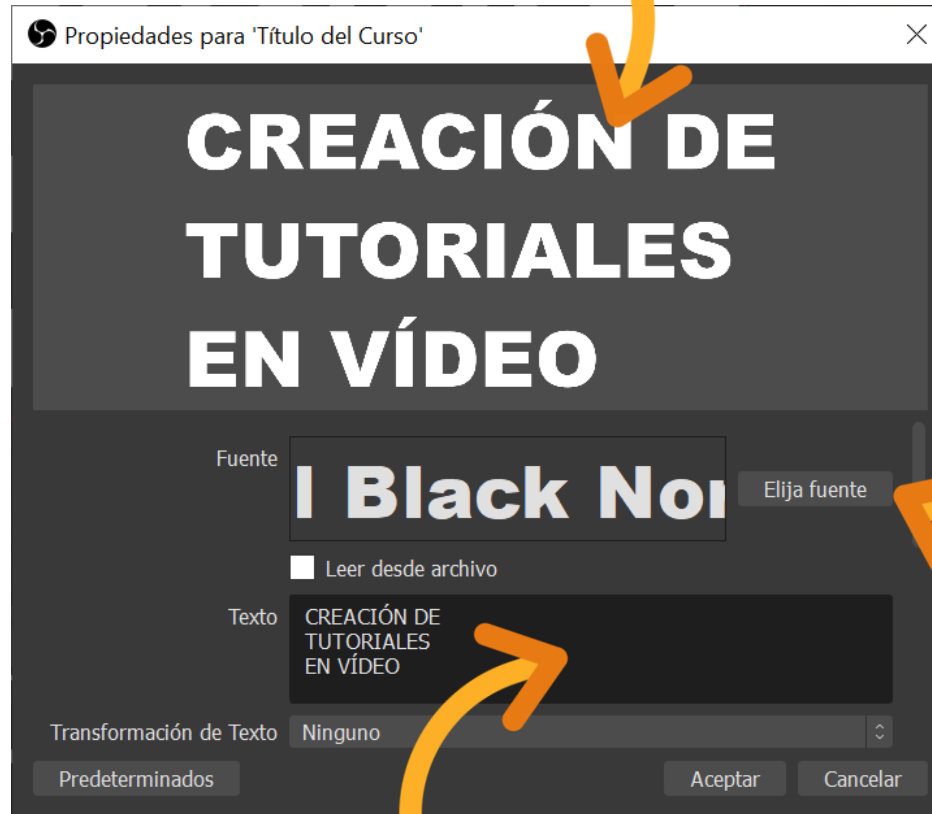 Propiedades para 'Título del Curso'
CREACIÓN DE
TUTORIALES
EN VÍDEO
Fuente
l Black Nor
Elija fuente
Leer desde archivo
Texto
CREACIÓN DE
TUTORIALES
EN VÍDEO
Transformación de Texto
Ninguno
Predeterminados
Aceptar
Cancelar